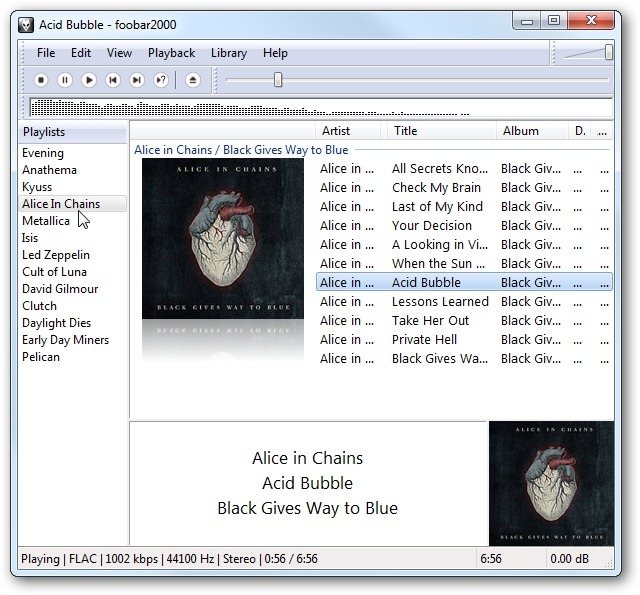 Acid Bubble - foobar2000
File Edit View Playback Library Help
?
Playlists
Evening
Anathema
Kyuss
Alice In Chains
Metallica
Isis
Led Zeppelin
Cult of Luna
David Gilmour
Clutch
Daylight Dies
Early Day Miners
Pelican
Artist Title Album D. ...
Alice in Chains / Black Gives Way to Blue
ALICE IN CHAINS
BLACK GIVES WAY TO BLUE
Alice in ... All Secrets Kno... Black Giv... ... ...
Alice in ... Check My Brain Black Giv... ... ...
Alice in ... Last of My Kind Black Giv... ... ...
Alice in ... Your Decision Black Giv... ... ...
Alice in ... A Looking in Vi... Black Giv... ... ...
Alice in ... When the Sun ... Black Giv... ... ...
Alice in ... Acid Bubble Black Giv... ... ...
Alice in ... Lessons Learned Black Giv... ... ...
Alice in ... Take Her Out Black Giv... ... ...
Alice in ... Private Hell Black Giv... ... ...
Alice in ... Black Gives Wa... Black Giv... ... ...
Alice in Chains
Acid Bubble
Black Gives Way to Blue
ALICE IN CHAINS
BLACK GIVES WAY TO BLUE
Playing | FLAC | 1002 kbps | 44100 Hz | Stereo | 0:56 / 6:56 6:56 0.00 dB